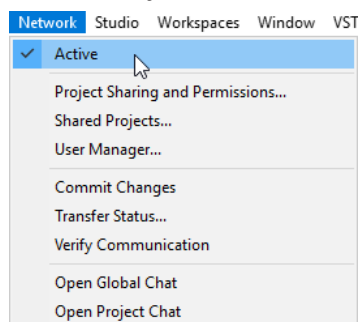 Network Studio Workspaces Window VST
Active
Project Sharing and Permissions...
Shared Projects...
User Manager...
Commit Changes
Transfer Status...
Verify Communication
Open Global Chat
Open Project Chat